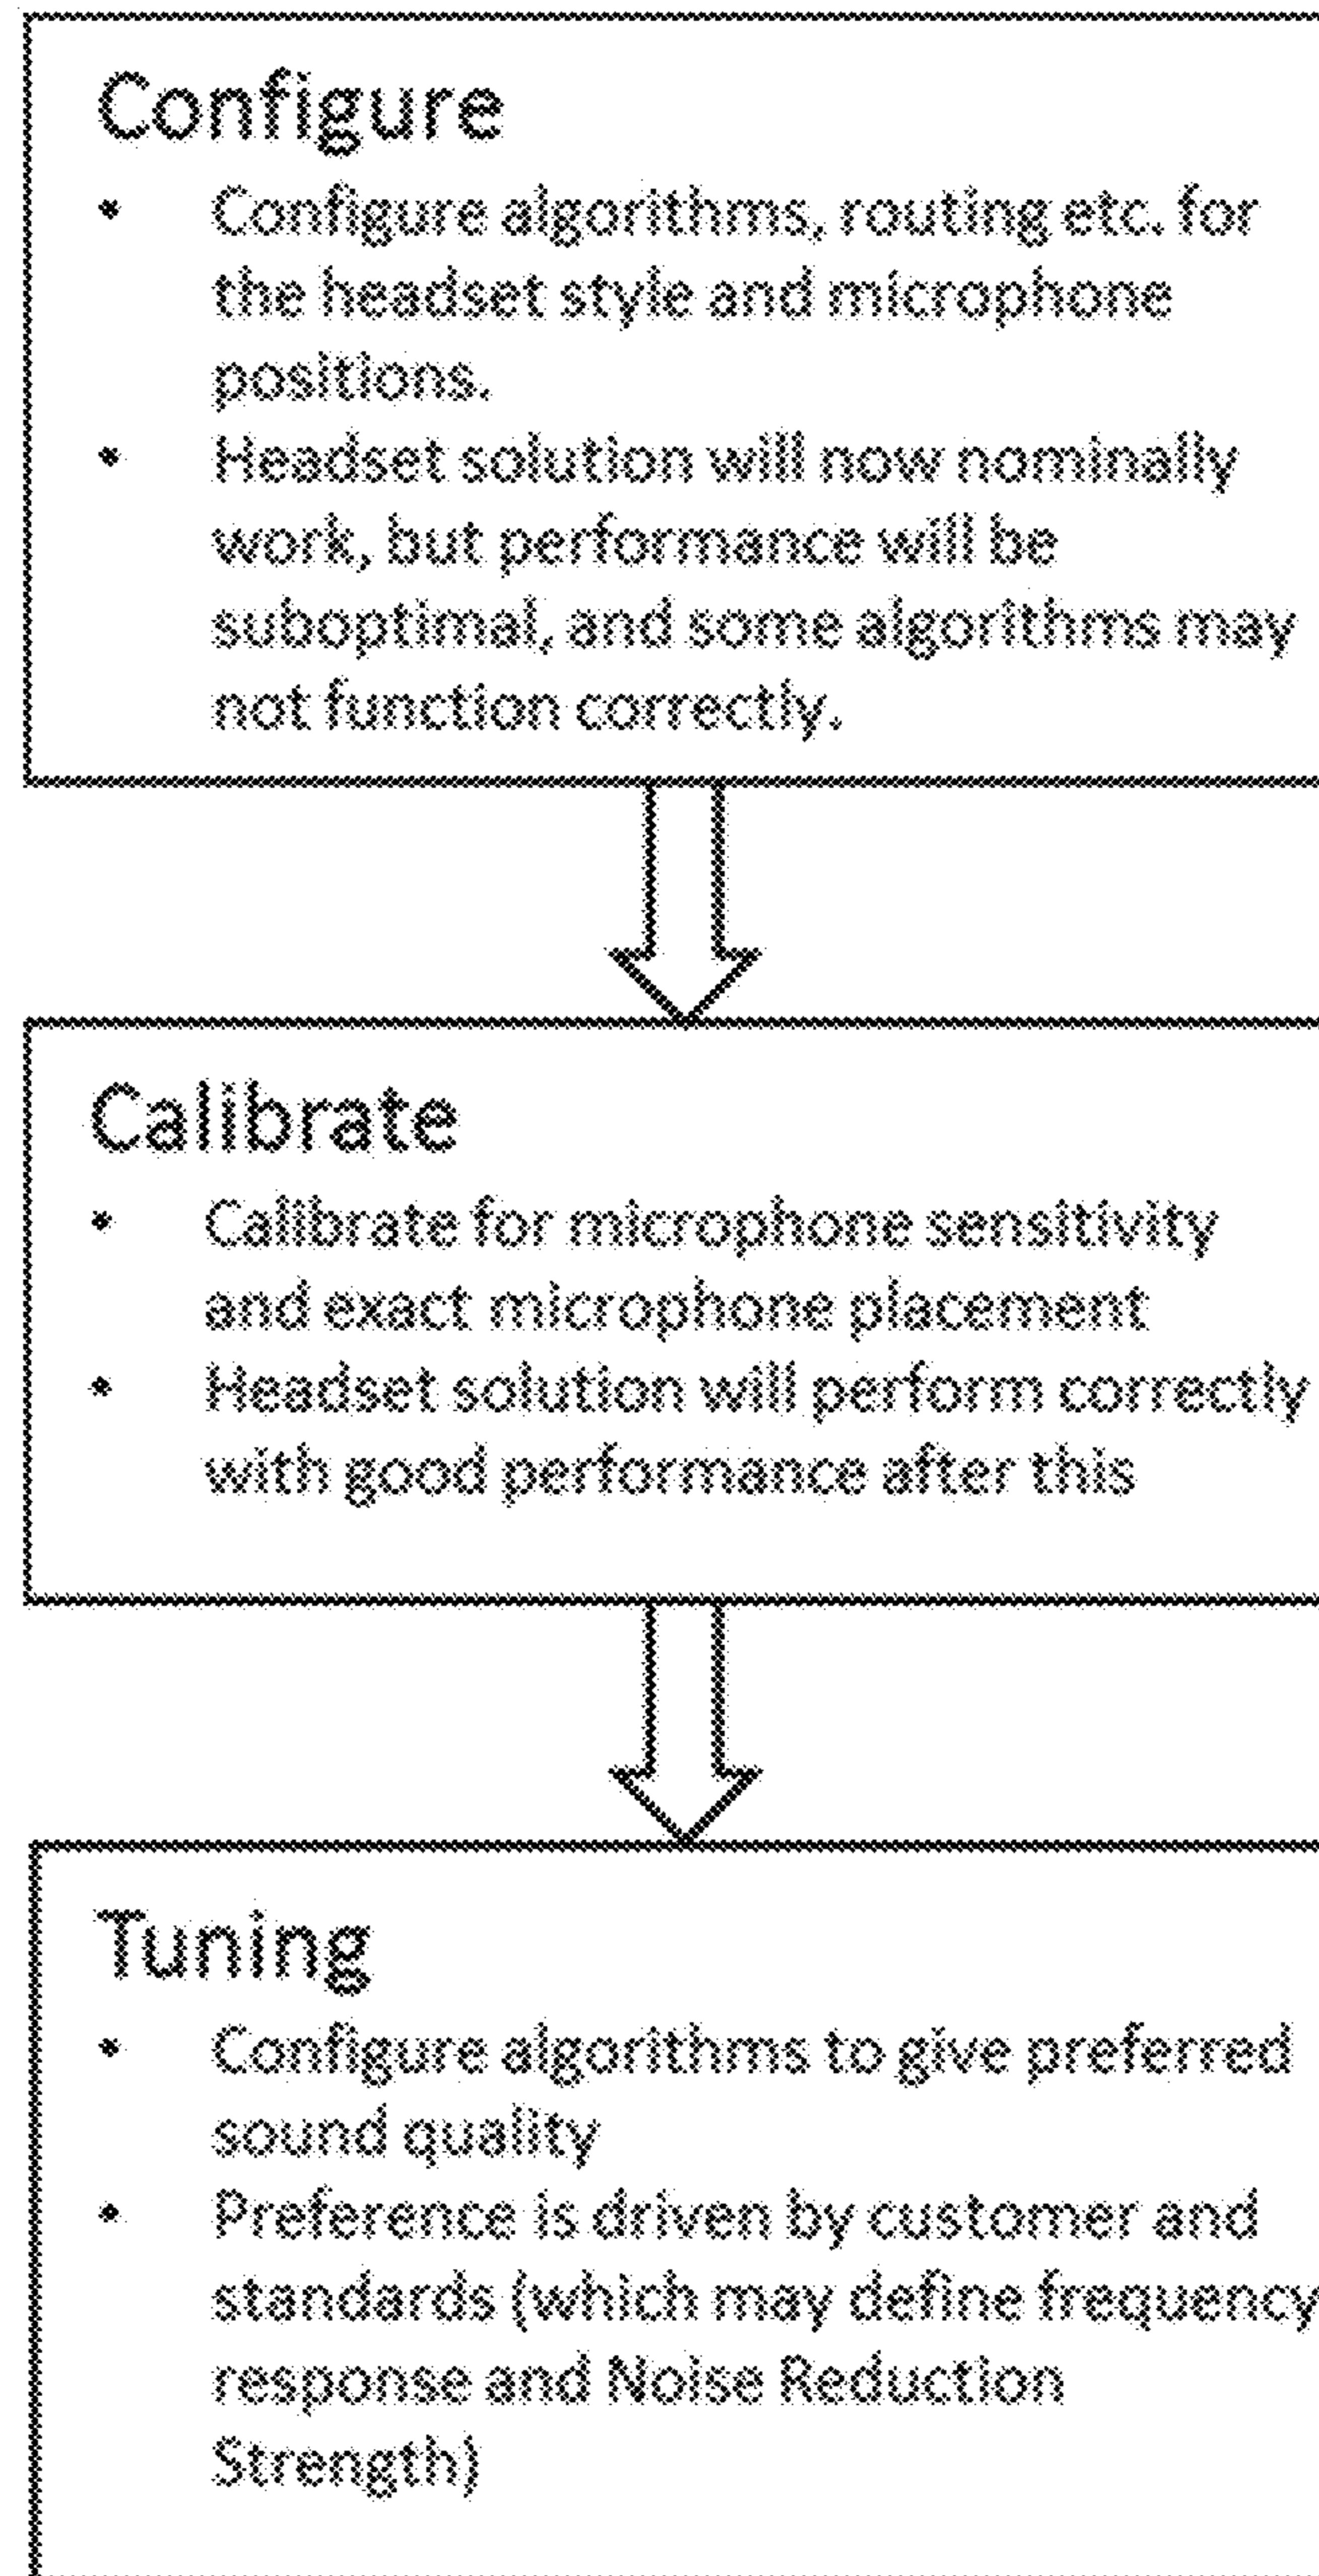 Configure
• Configure algorithms, routing etc. for
the headset style and microphone
positions.
• Headset solution will now nominally
work, but performance will be
suboptimal, and some algorithms may
not function correctly.
Calibrate
• Calibrate for microphone sensitivity
and exact microphone placement
• Headset solution will perform correctly
with good performance after this
Tuning
• Configure algorithms to give preferred
sound quality
• Preference is driven by customer and
standards (which may define frequency
response and Noise Reduction
Strength)